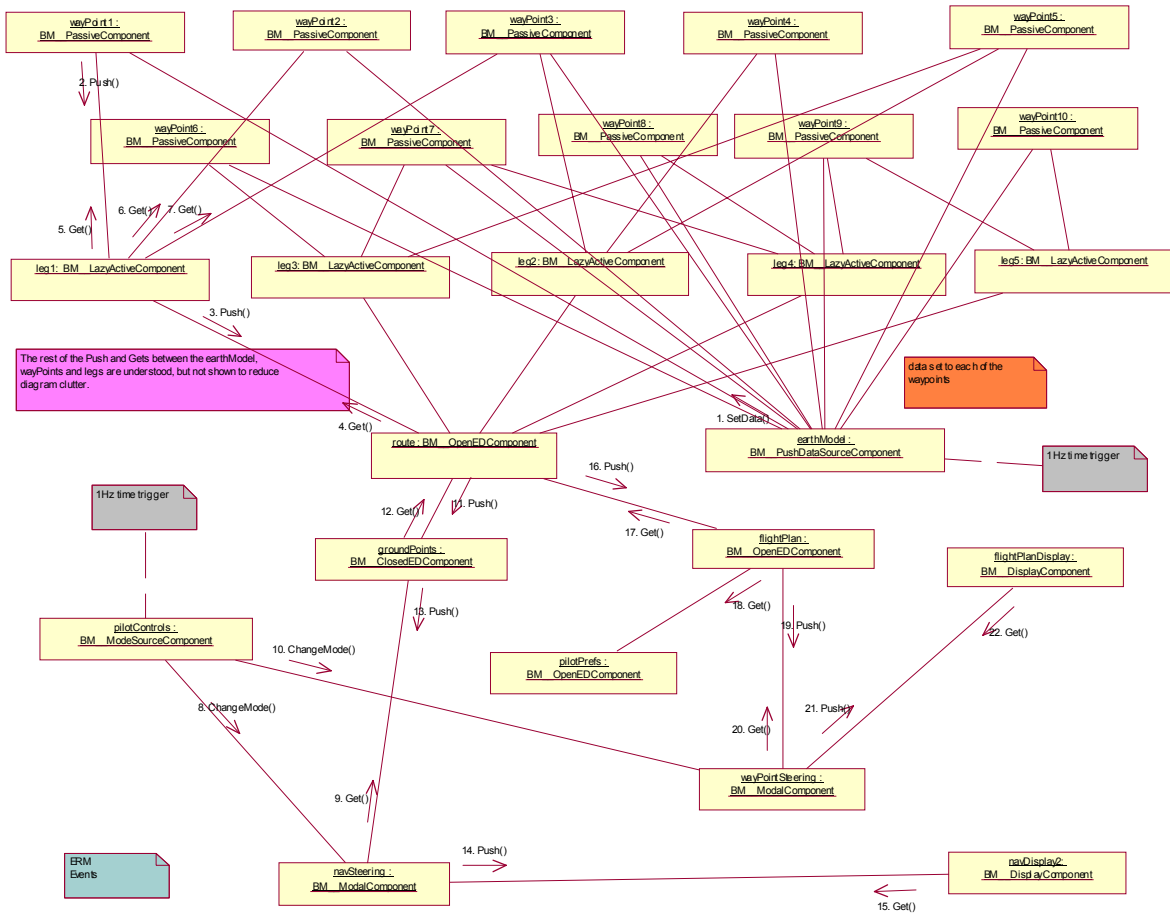 wayPoint1 :
BM__PassiveComponent
wayPoint2 :
BM__PassiveComponent
wayPoint3 :
BM__PassiveComponent
wayPoint4 :
BM__PassiveComponent
wayPoint5 :
BM__PassiveComponent
2. Push()
wayPoint6 :
BM__PassiveComponent
wayPoint7 :
BM__PassiveComponent
wayPoint8 :
BM__PassiveComponent
wayPoint9 :
BM__PassiveComponent
wayPoint10 :
BM__PassiveComponent
5. Get()
6. Get()
7. Get()
leg1: BM__LazyActiveComponent
leg3: BM__LazyActiveComponent
leg2: BM__LazyActiveComponent
leg4: BM__LazyActiveComponent
leg5: BM__LazyActiveComponent
3. Push()
The rest of the Push and Gets between the earthModel,
wayPoints and legs are understood, but not shown to reduce
diagram clutter.
data set to each of the
waypoints
4. Get()
1. SetData()
route : BM__OpenEDComponent
earthModel :
BM__PushDataSourceComponent
1Hz time trigger
1Hz time trigger
16. Push()
12. Get()
11. Push()
17. Get()
groundPoints :
BM__ClosedEDComponent
flightPlan :
BM__OpenEDComponent
flightPlanDisplay :
BM__DisplayComponent
13. Push()
18. Get()
19. Push()
22. Get()
pilotControls :
BM__ModeSourceComponent
10. ChangeMode()
pilotPrefs :
BM__OpenEDComponent
8. ChangeMode()
20. Get()
21. Push()
wayPointSteering :
BM__ModalComponent
9. Get()
14. Push()
ERM
Events
navSteering :
BM__ModalComponent
navDisplay2:
BM__DisplayComponent
15. Get()